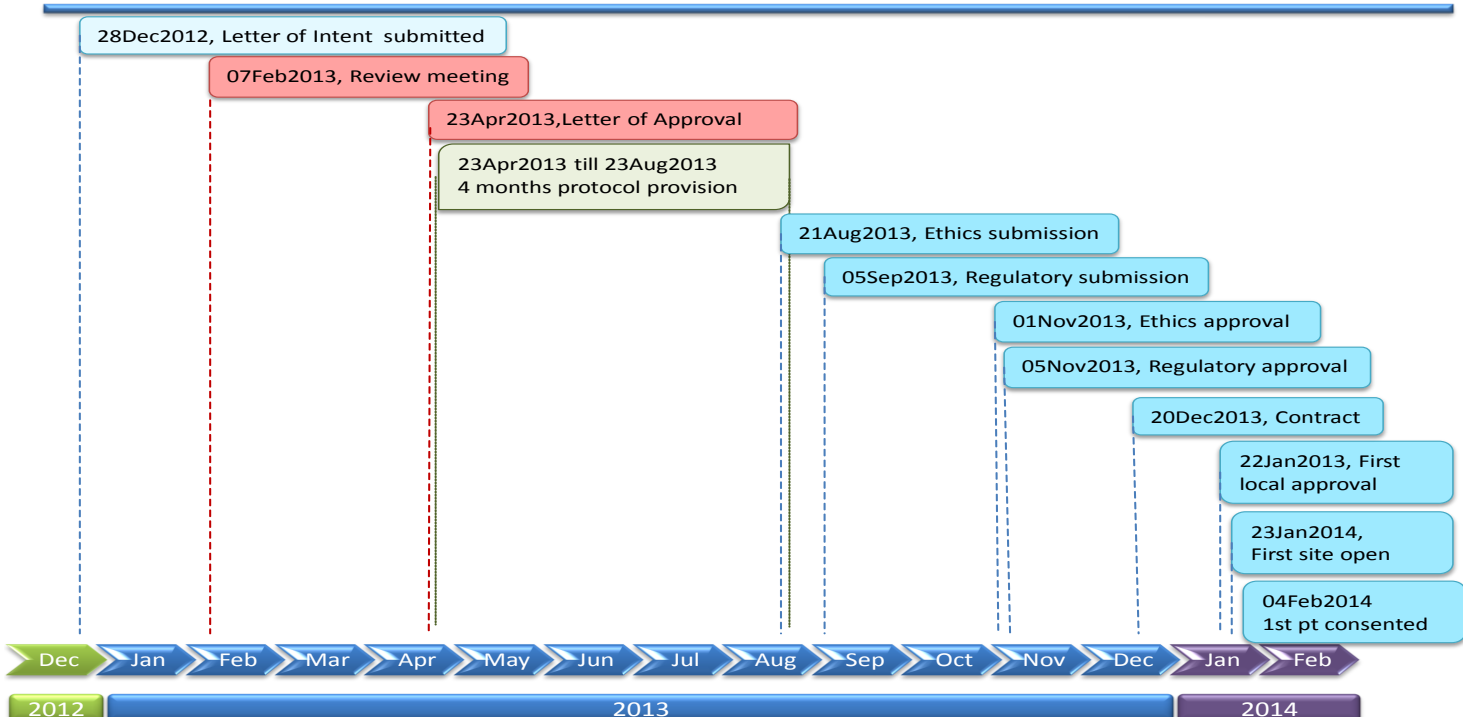 28Dec2012, Letter of Intent submitted
07Feb2013, Review meeting
23Apr2013,Letter of Approval
23Apr2013 till 23Aug2013
4 months protocol provision
21Aug2013, Ethics submission
05Sep2013, Regulatory submission
01Nov2013, Ethics approval
05Nov2013, Regulatory approval
20Dec2013, Contract
22Jan2013, First
local approval
23Jan2014,
First site open
04Feb2014
1st pt consented
Dec Jan Feb Mar Apr May Jun Jul Aug Sep Oct Nov Dec Jan Feb
2012 2013 2014